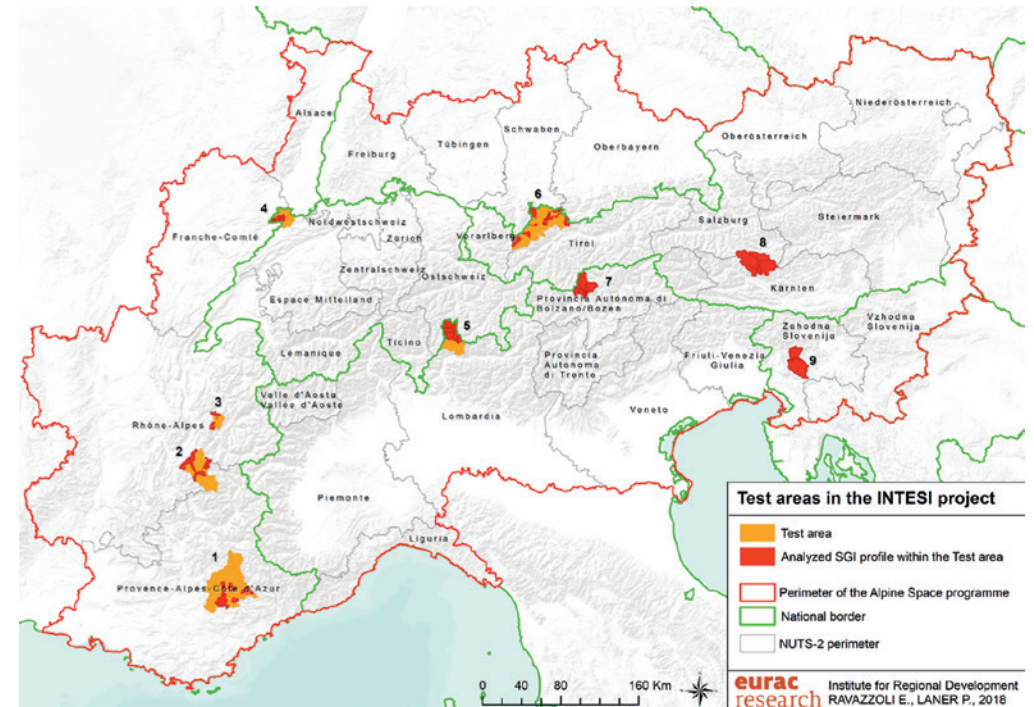 Alsace
Niederösterreich
Oberösterreich
Schwaben
Tübingen
Oberbayern
Freiburg
6
4
Nordwestschweiz
Salzburg
Steiermark
Franche-Comté
Zürich
Vorarlberg
Tirol
8
Zentralschweiz
Ostschweiz
7
Kärnten
Espace Mittelland
Provincia Autonoma di
Bolzano/Bozen
5
Zahodna
Slovenija
Vzhodna
Slovenija
Lemanique
Ticino
Provincia
Autonoma
di Trento
Friuli-Venezia
Giulia
9
Valle d'Aosta
Vallée d'Aoste
3
Lombardia
Veneto
Rhône-Alpes
2
Piemonte
Liguria
1
Provence-Alpes-Côte d'Azur
0 40 80 160 Km
Test areas in the INTESI project
Test area
Analyzed SGI profile within the Test area
Perimeter of the Alpine Space programme
National border
NUTS-2 perimeter
eurac
research
Institute for Regional Development
RAVAZZOLI E., LANER P., 2018